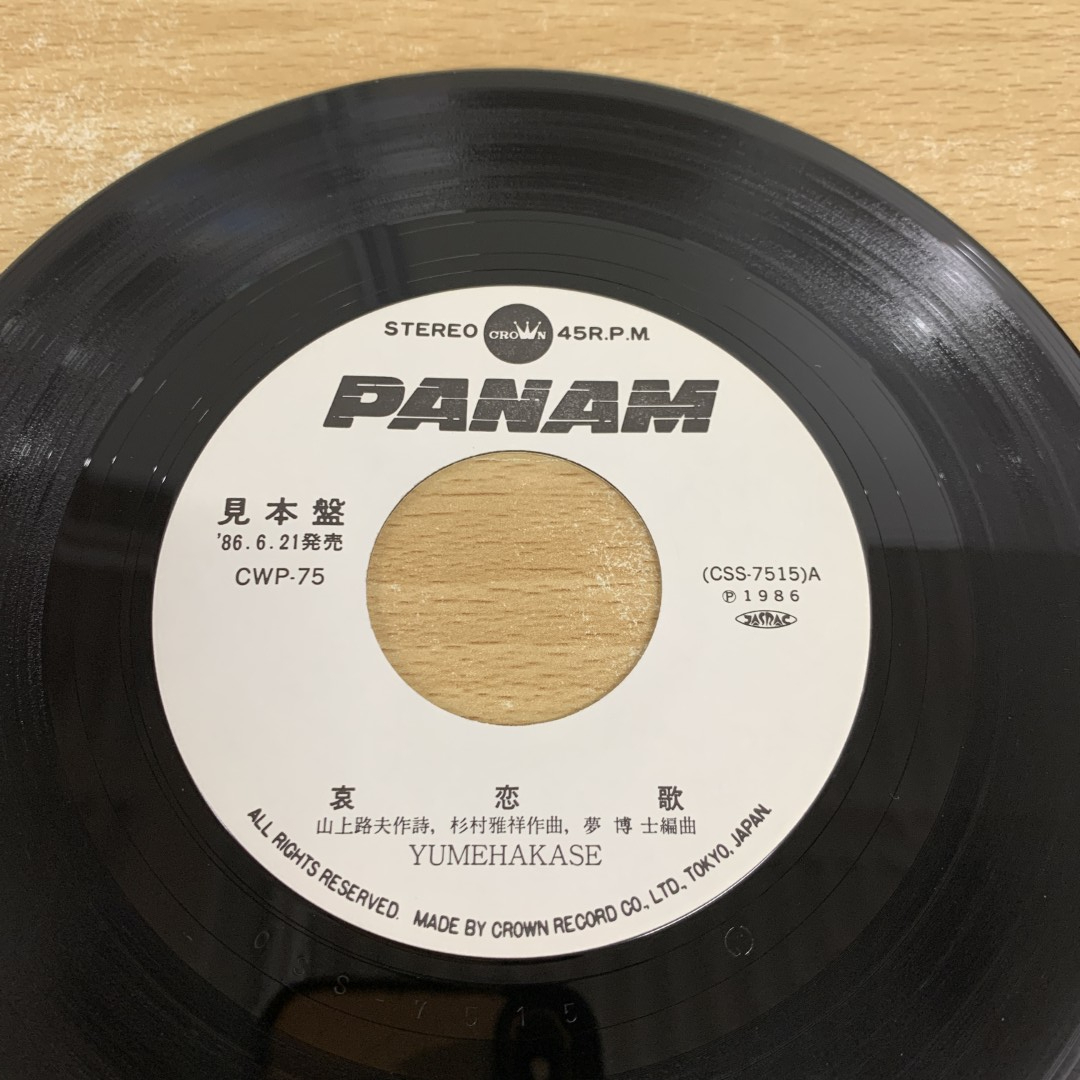 STEREO CROWN 45R.P.M.
PANAM
見本盤
'86.6.21発売
CWP-75
(CSS-7515)A
Ⓟ1986
JASRAC
哀恋歌
山上路夫作詩, 杉村雅祥作曲, 夢博士編曲
YUMEHAKASE
ALL RIGHTS RESERVED. MADE BY CROWN RECORD CO., LTD., TOKYO, JAPAN.
S-7515